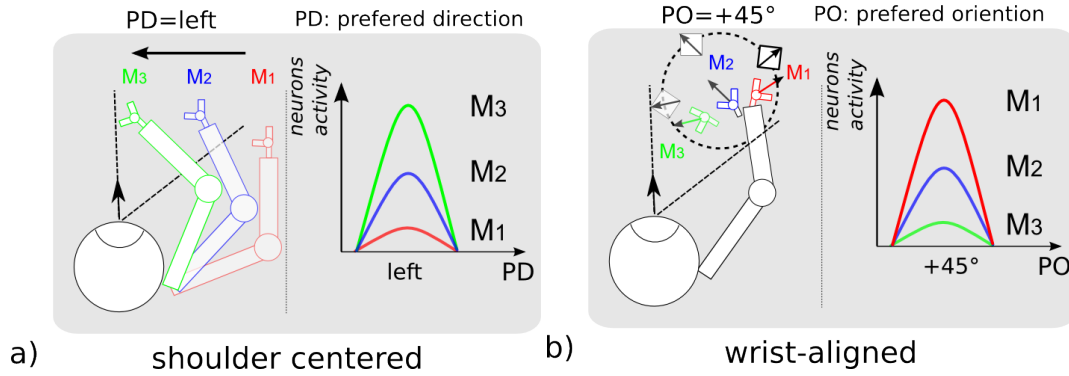 PD=left
PD: prefered direction
M3
M2
M1
neurons
activity
M3
M2
M1
left
PD
a)
shoulder centered
PO=+45°
PO: prefered oriention
M2
M1
M3
neurons
activity
M1
M2
M3
+45°
PO
b)
wrist-aligned